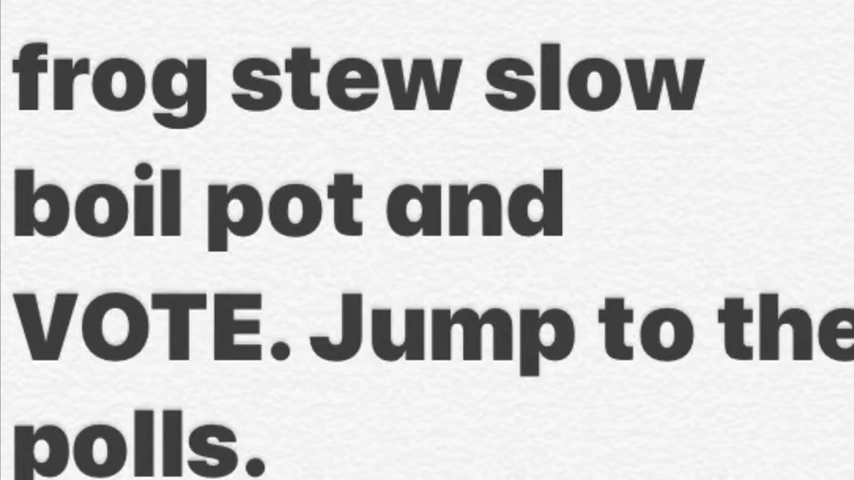 frog stew slow
boil pot and
VOTE. Jump to the
polls.